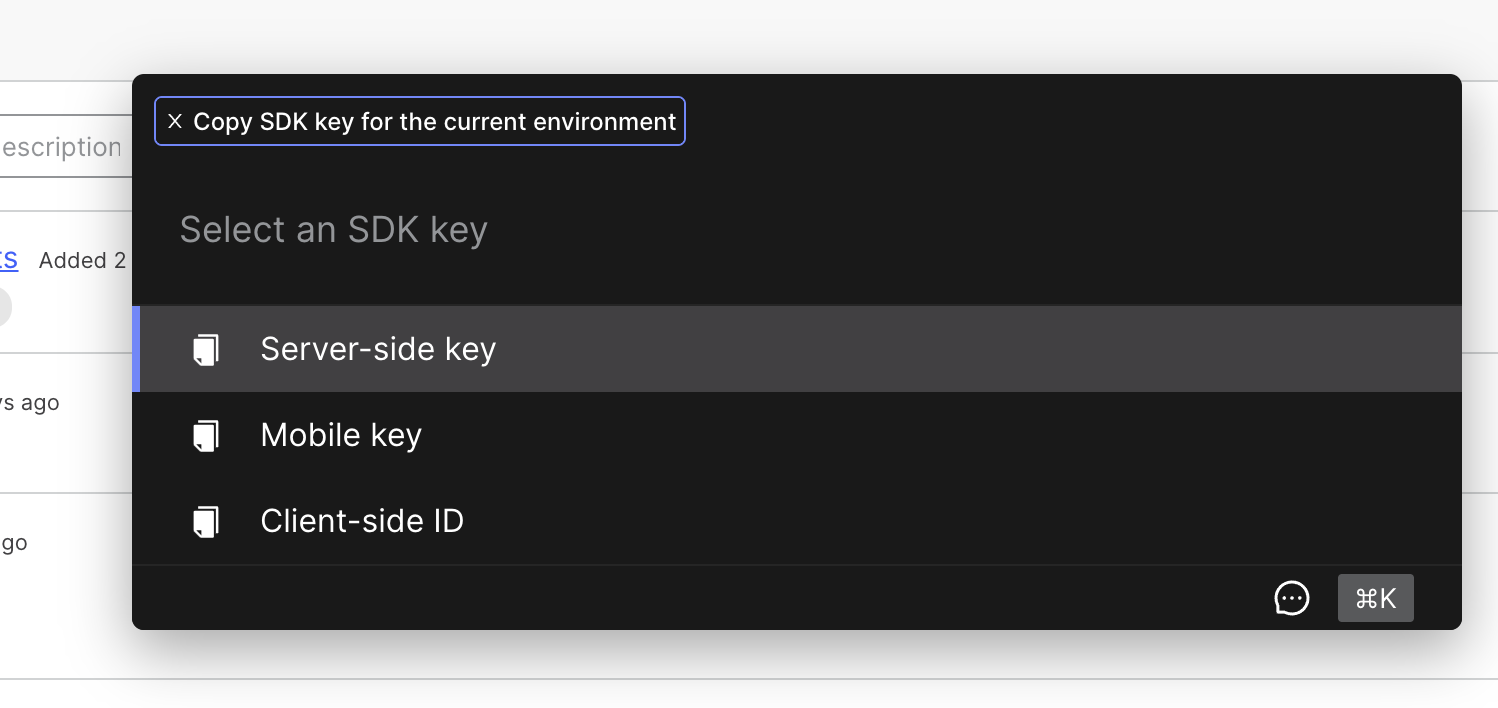 Copy SDK key for the current environment
escription
Select an SDK key
Added 2
Server-side key
ys ago
Mobile key
Client-side ID
go
⌘K